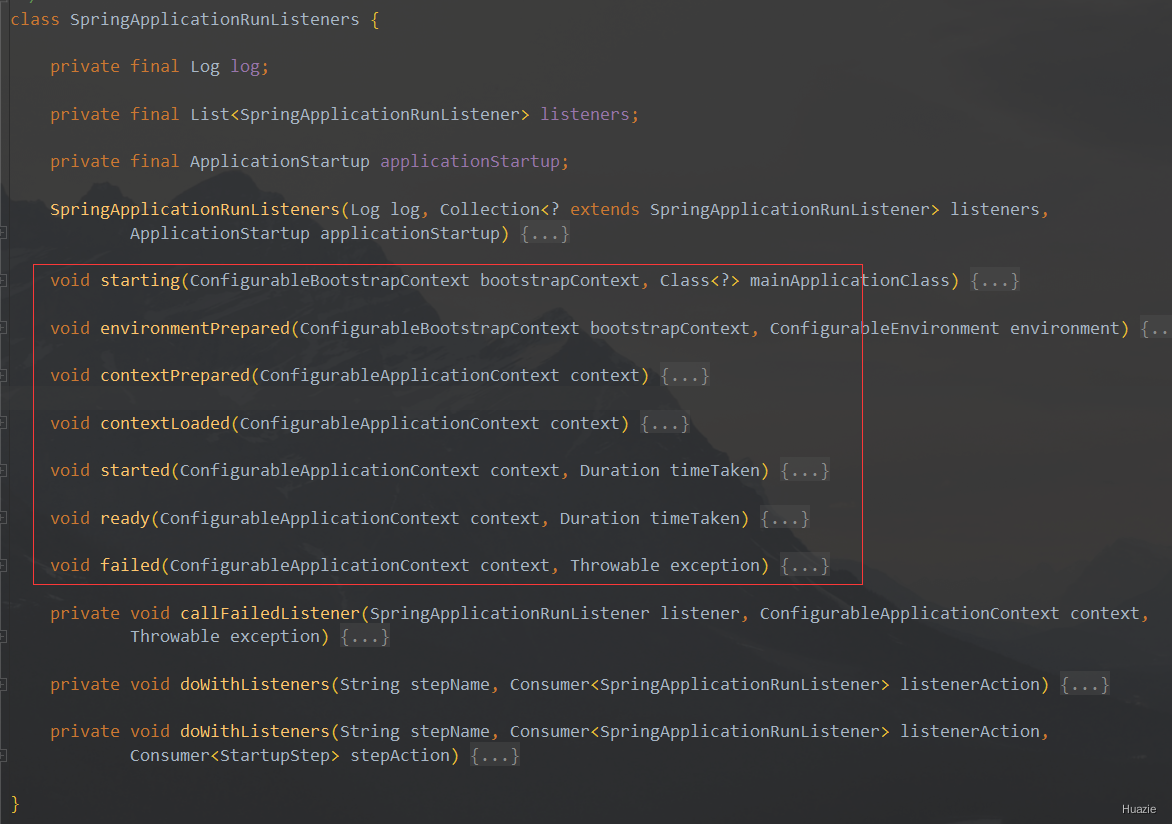 class SpringApplicationRunListeners {
private final Log log;
private final List<SpringApplicationRunListener> listeners;
private final ApplicationStartup applicationStartup;
SpringApplicationRunListeners(Log log, Collection<? extends SpringApplicationRunListener> listeners,
ApplicationStartup applicationStartup) {...}
void starting(ConfigurableBootstrapContext bootstrapContext, Class<?> mainApplicationClass) {...}
void environmentPrepared(ConfigurableBootstrapContext bootstrapContext, ConfigurableEnvironment environment) {..
void contextPrepared(ConfigurableApplicationContext context) {...}
void contextLoaded(ConfigurableApplicationContext context) {...}
void started(ConfigurableApplicationContext context, Duration timeTaken) {...}
void ready(ConfigurableApplicationContext context, Duration timeTaken) {...}
void failed(ConfigurableApplicationContext context, Throwable exception) {...}
private void callFailedListener(SpringApplicationRunListener listener, ConfigurableApplicationContext context,
Throwable exception) {...}
private void doWithListeners(String stepName, Consumer<SpringApplicationRunListener> listenerAction) {...}
private void doWithListeners(String stepName, Consumer<SpringApplicationRunListener> listenerAction,
Consumer<StartupStep> stepAction) {...}
}
Huazie